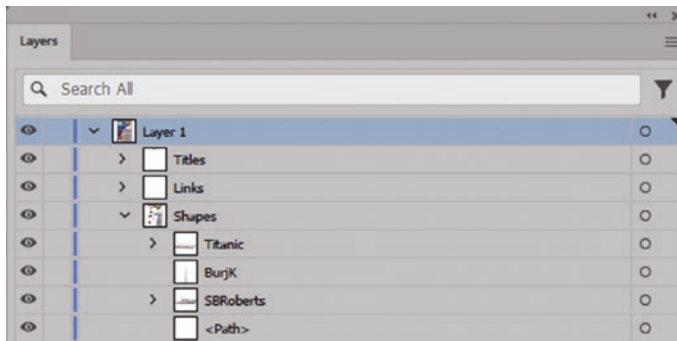 Layers
Search All
Layer 1
Titles
Links
Shapes
Titanic
BurjK
SBRoberts
<Path>